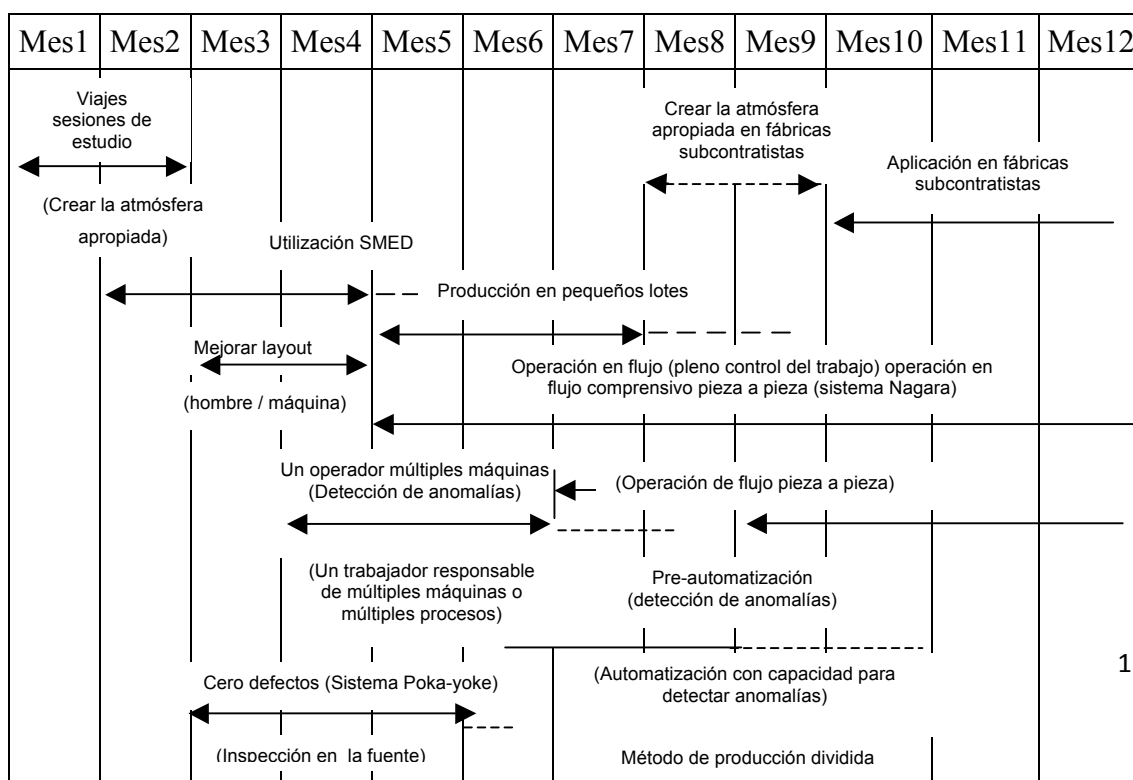 Mes1 Mes2 Mes3 Mes4 Mes5 Mes6 Mes7 Mes8 Mes9 Mes10 Mes11 Mes12
Viajes
sesiones de
estudio
(Crear la atmósfera
apropiada)
Crear la atmósfera
apropiada en fábricas
subcontratistas
Aplicación en fábricas
subcontratistas
Utilización SMED
Producción en pequeños lotes
Mejorar layout
(hombre / máquina)
Operación en flujo (pleno control del trabajo) operación en
flujo comprensivo pieza a pieza (sistema Nagara)
Un operador múltiples máquinas
(Detección de anomalías)
(Operación de flujo pieza a pieza)
(Un trabajador responsable
de múltiples máquinas o
múltiples procesos)
Pre-automatización
(detección de anomalías)
(Automatización con capacidad para
detectar anomalías)
1
Cero defectos (Sistema Poka-yoke)
(Inspección en la fuente)
Método de producción dividida